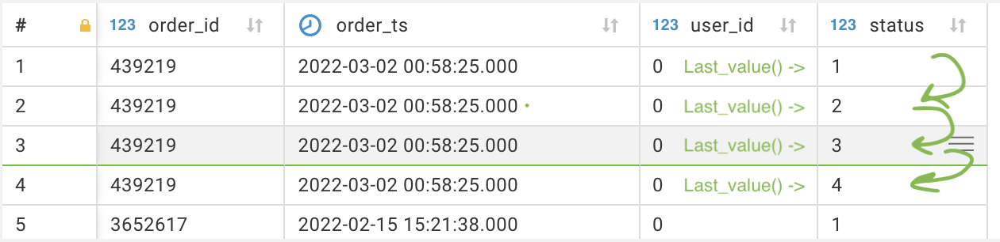 # 123 order_id order_ts 123 user_id 123 status
1 439219 2022-03-02 00:58:25.000 0 Last_value() -> 1
2 439219 2022-03-02 00:58:25.000 0 Last_value() -> 2
3 439219 2022-03-02 00:58:25.000 0 Last_value() -> 3
4 439219 2022-03-02 00:58:25.000 0 Last_value() -> 4
5 3652617 2022-02-15 15:21:38.000 0 1